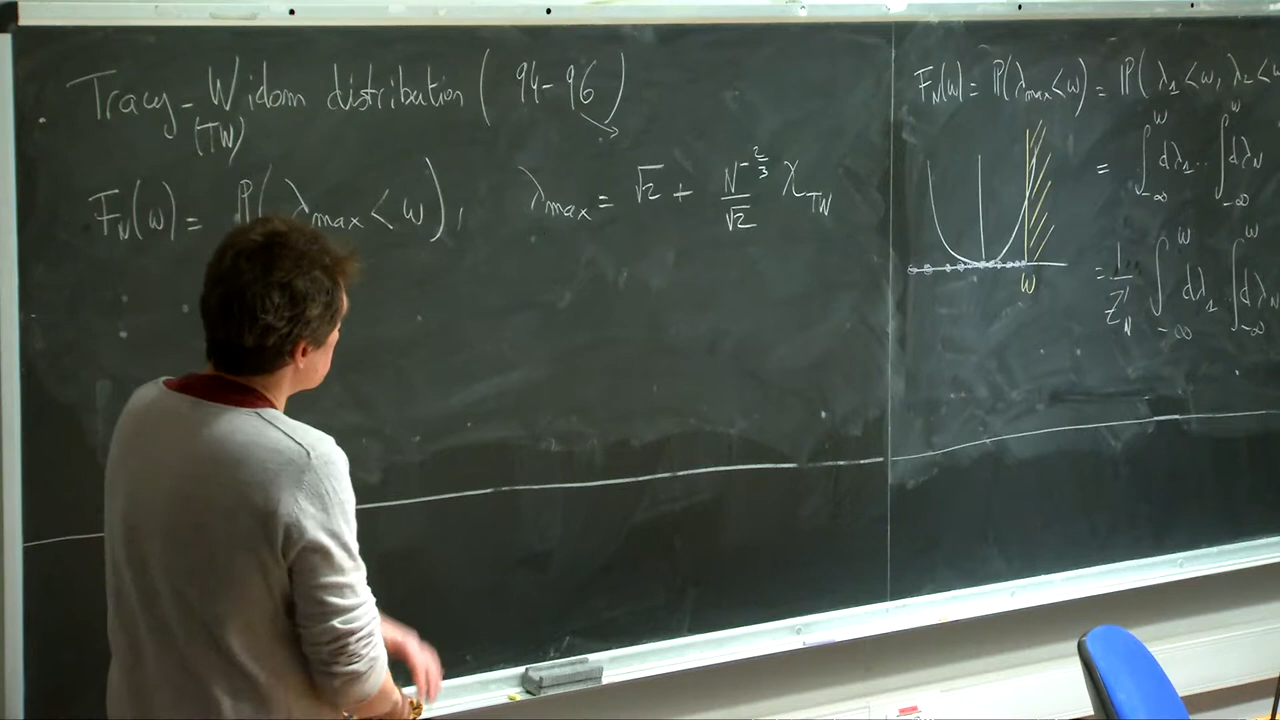 Tracy-Widom distribution (94-96)
(TW)
F_N(w) = P(λ_max < w), λ_max = √2 + N^{-2/3}/√2 χ_TW
F_N(w) = P(λ_max < w) = P(λ_1 < w, λ_2 < w
= ∫_{-∞}^{w} dλ_1 .. ∫_{-∞}^{w} dλ_N
w
= 1/Z'_N ∫_{-∞}^{w} dλ_1 ∫_{-∞}^{w} dλ_N